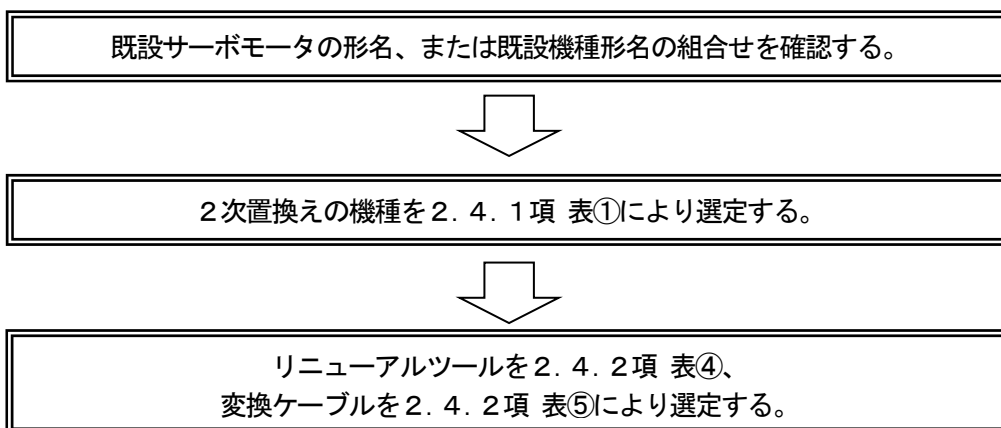 既設サーボモータの形名、または既設機種形名の組合せを確認する。
２次置換えの機種を２．４．１項 表①により選定する。
リニューアルツールを２．４．２項 表④、
変換ケーブルを２．４．２項 表⑤により選定する。